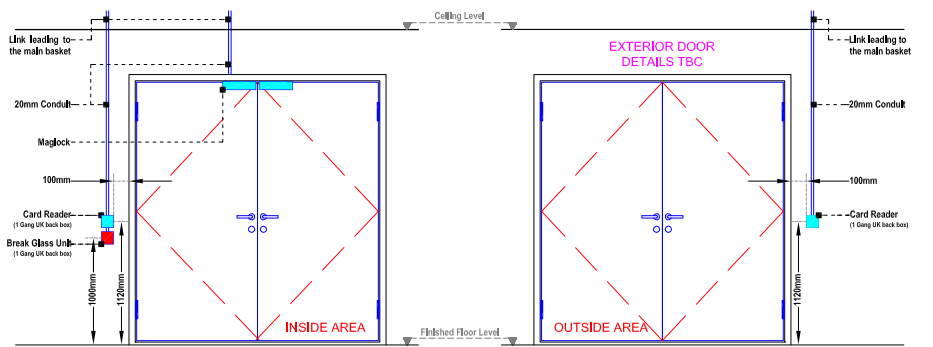 Ceiling Level
Link leading to
the main basket
20mm Conduit
Maglock
100mm
Card Reader
(1 Gang UK back box)
Break Glass Unit
(1 Gang UK back box)
1000mm
1120mm
INSIDE AREA
Finished Floor Level
EXTERIOR DOOR
DETAILS TBC
OUTSIDE AREA
Link leading to
the main basket
20mm Conduit
100mm
Card Reader
(1 Gang UK back box)
1120mm